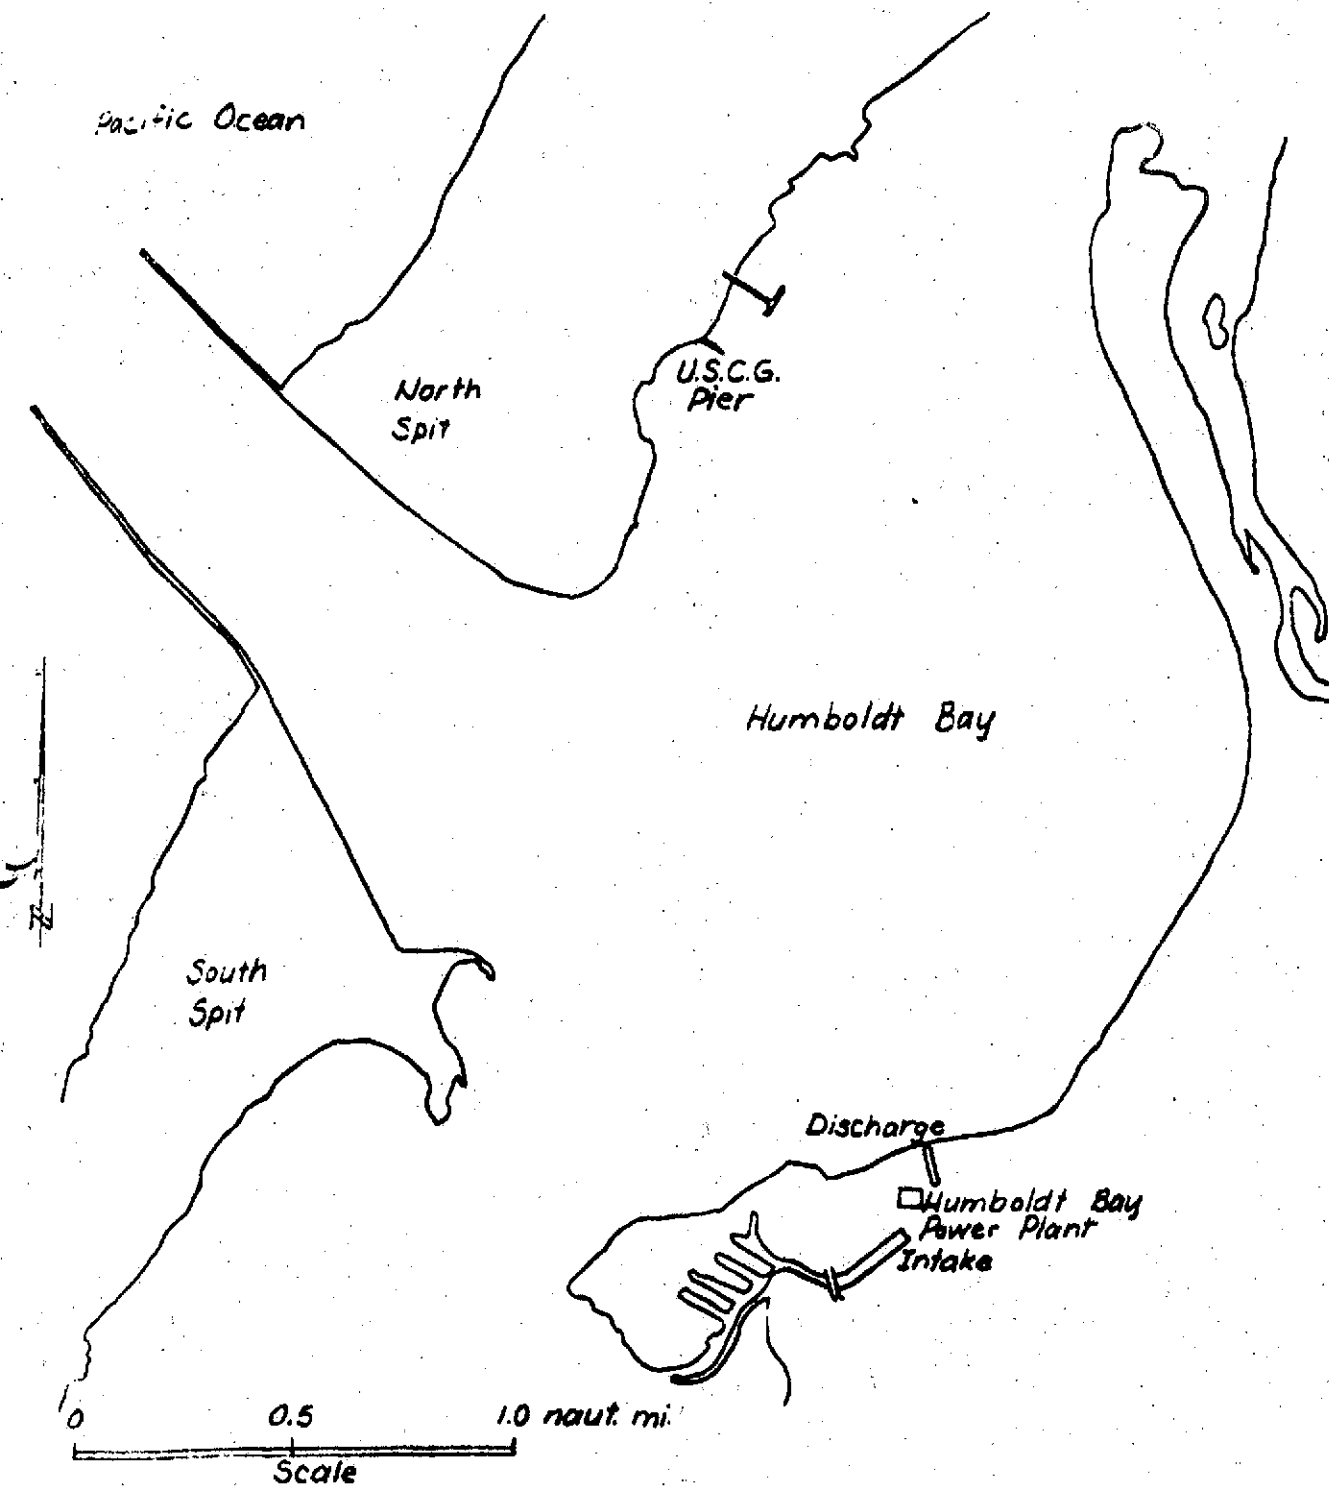 Pacific Ocean
North
Spit
U.S.C.G.
Pier
Humboldt Bay
South
Spit
Discharge
Humboldt Bay
Power Plant
Intake
0 0.5 1.0 naut. mi.
Scale